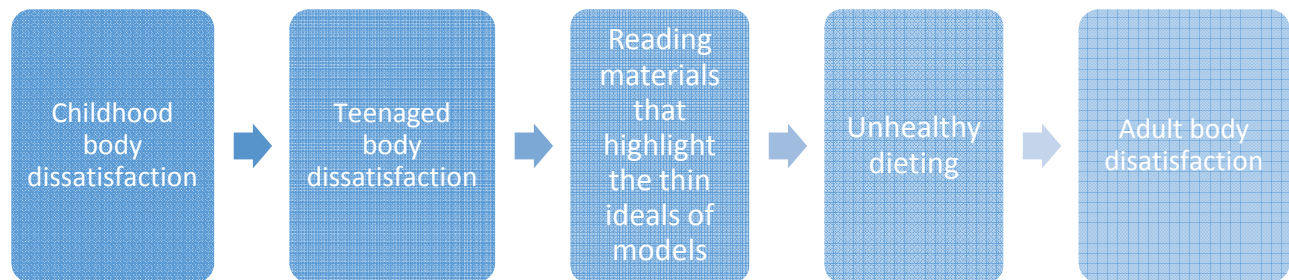 Childhood
body
dissatisfaction
Teenaged
body
dissatisfaction
Reading
materials
that
highlight
the thin
ideals of
models
Unhealthy
dieting
Adult body
disatisfaction